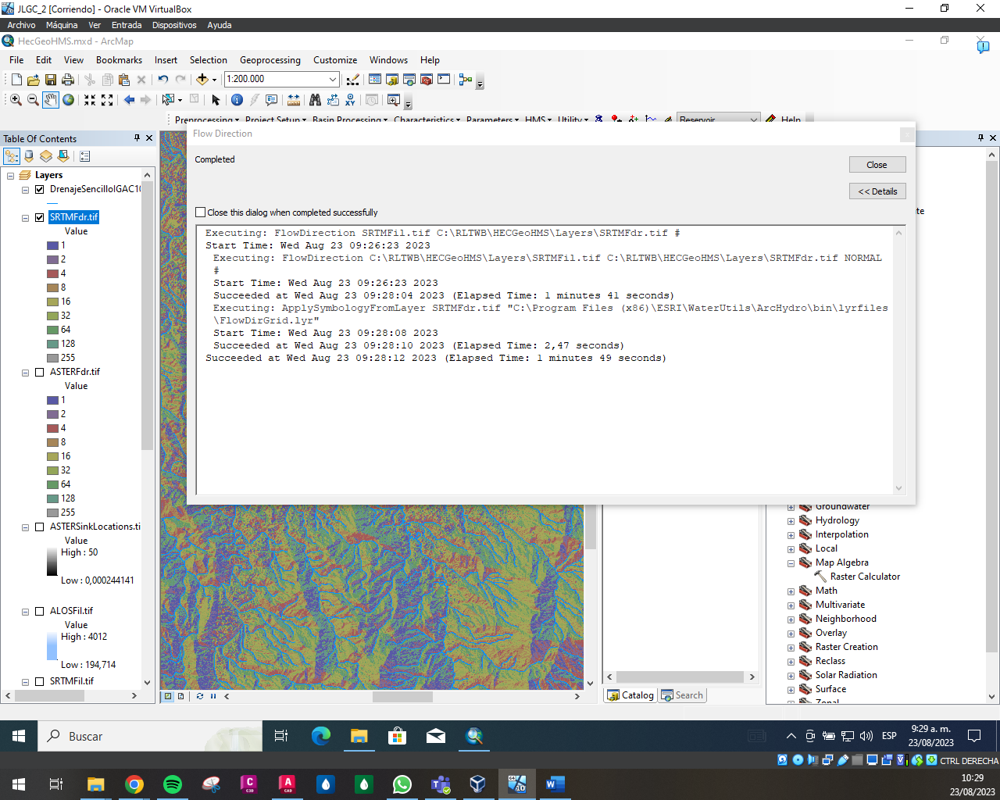 JLGC_2 [Corriendo] - Oracle VM VirtualBox
Archivo Máquina Ver Entrada Dispositivos Ayuda
HecGeoHMS.mxd - ArcMap
File Edit View Bookmarks Insert Selection Geoprocessing Customize Windows Help
1:200.000
Preprocessing Project Setup Basin Processing Characteristics Parameters HMS Utility Reservoir Help
Table Of Contents
Layers
DrenajeSencilloIGAC10
SRTMFdr.tif
Value
1
2
4
8
16
32
64
128
255
ASTERFdr.tif
Value
1
2
4
8
16
32
64
128
255
ASTERSinkLocations.ti
Value
High : 50
Low : 0,000244141
ALOSFil.tif
Value
High : 4012
Low : 194,714
SRTMFil.tif
Flow Direction
Completed
Close
<< Details
Close this dialog when completed successfully
Executing: FlowDirection SRTMFil.tif C:\RLTWB\HECGeoHMS\Layers\SRTMFdr.tif #
Start Time: Wed Aug 23 09:26:23 2023
Executing: FlowDirection C:\RLTWB\HECGeoHMS\Layers\SRTMFil.tif C:\RLTWB\HECGeoHMS\Layers\SRTMFdr.tif NORMAL
#
Start Time: Wed Aug 23 09:26:23 2023
Succeeded at Wed Aug 23 09:28:04 2023 (Elapsed Time: 1 minutes 41 seconds)
Executing: ApplySymbologyFromLayer SRTMFdr.tif "C:\Program Files (x86)\ESRI\WaterUtils\ArcHydro\bin\lyrfiles
\FlowDirGrid.lyr"
Start Time: Wed Aug 23 09:28:08 2023
Succeeded at Wed Aug 23 09:28:10 2023 (Elapsed Time: 2,47 seconds)
Succeeded at Wed Aug 23 09:28:12 2023 (Elapsed Time: 1 minutes 49 seconds)
te
Groundwater
Hydrology
Interpolation
Local
Map Algebra
Raster Calculator
Math
Multivariate
Neighborhood
Overlay
Raster Creation
Reclass
Solar Radiation
Surface
Zonal
Catalog Search
Buscar
ESP
9:29 a. m.
23/08/2023
CTRL DERECHA
10:29
23/08/2023